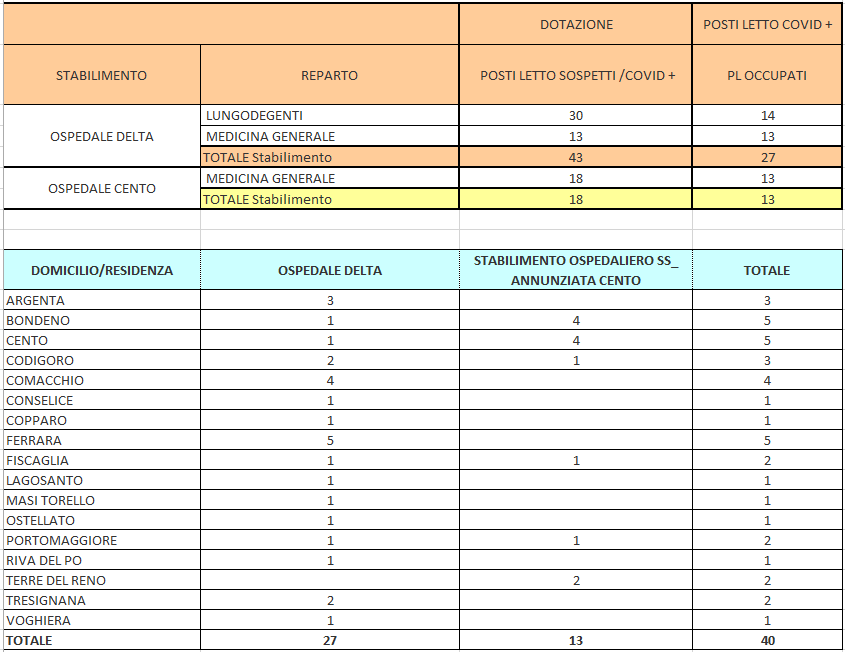 DOTAZIONE POSTI LETTO COVID +
STABILIMENTO REPARTO POSTI LETTO SOSPETTI /COVID + PL OCCUPATI
OSPEDALE DELTA
LUNGODEGENTI 30 14
MEDICINA GENERALE 13 13
TOTALE Stabilimento 43 27
OSPEDALE CENTO
MEDICINA GENERALE 18 13
TOTALE Stabilimento 18 13
DOMICILIO/RESIDENZA OSPEDALE DELTA STABILIMENTO OSPEDALIERO SS_
ANNUNZIATA CENTO TOTALE
ARGENTA 3 3
BONDENO 1 4 5
CENTO 1 4 5
CODIGORO 2 1 3
COMACCHIO 4 4
CONSELICE 1 1
COPPARO 1 1
FERRARA 5 5
FISCAGLIA 1 1 2
LAGOSANTO 1 1
MASI TORELLO 1 1
OSTELLATO 1 1
PORTOMAGGIORE 1 1 2
RIVA DEL PO 1 1
TERRE DEL RENO 2 2
TRESIGNANA 2 2
VOGHIERA 1 1
TOTALE 27 13 40